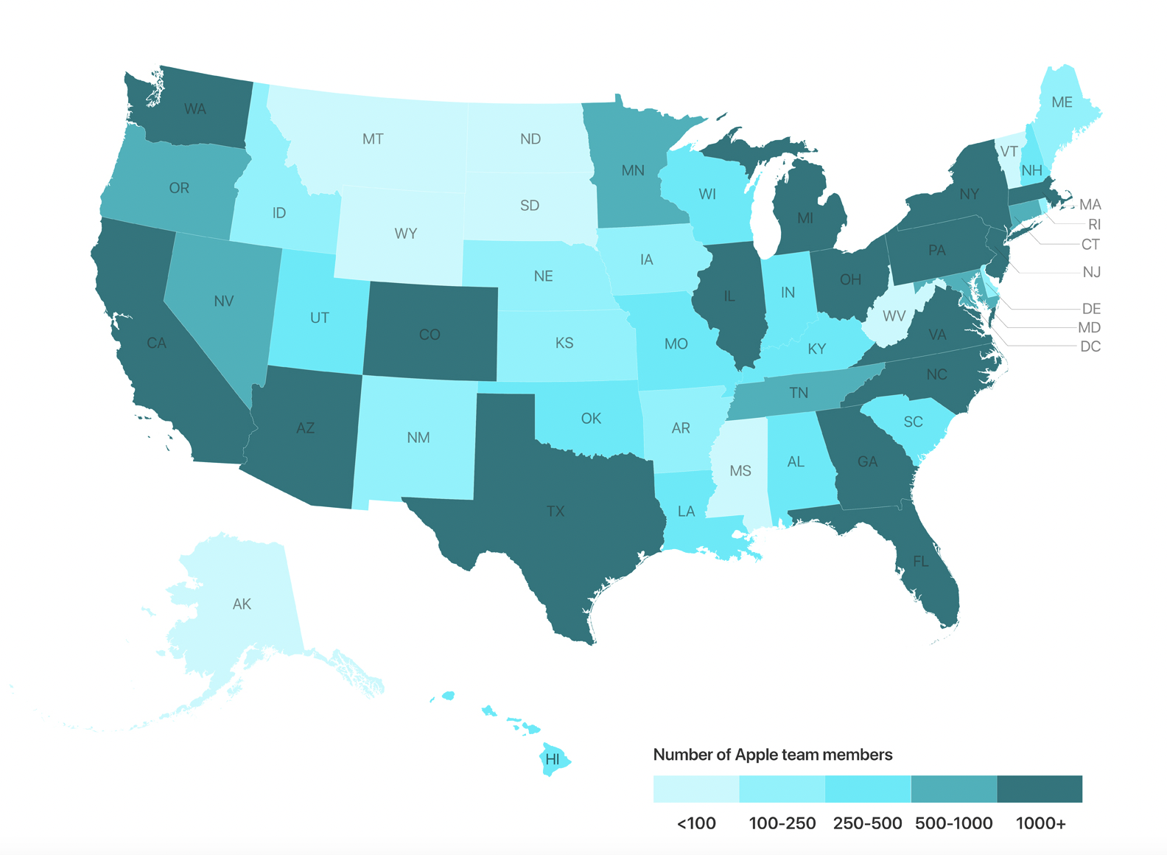 WA
MT
ND
MN
ME
VT
NH
OR
ID
SD
WI
NY
MA
RI
CT
WY
MI
PA
NJ
IA
NE
NV
UT
CO
IL
IN
OH
DE
MD
DC
WV
VA
CA
KS
MO
KY
NC
AZ
NM
OK
AR
TN
SC
MS
AL
GA
TX
LA
FL
AK
HI
Number of Apple team members
<100 100-250 250-500 500-1000 1000+